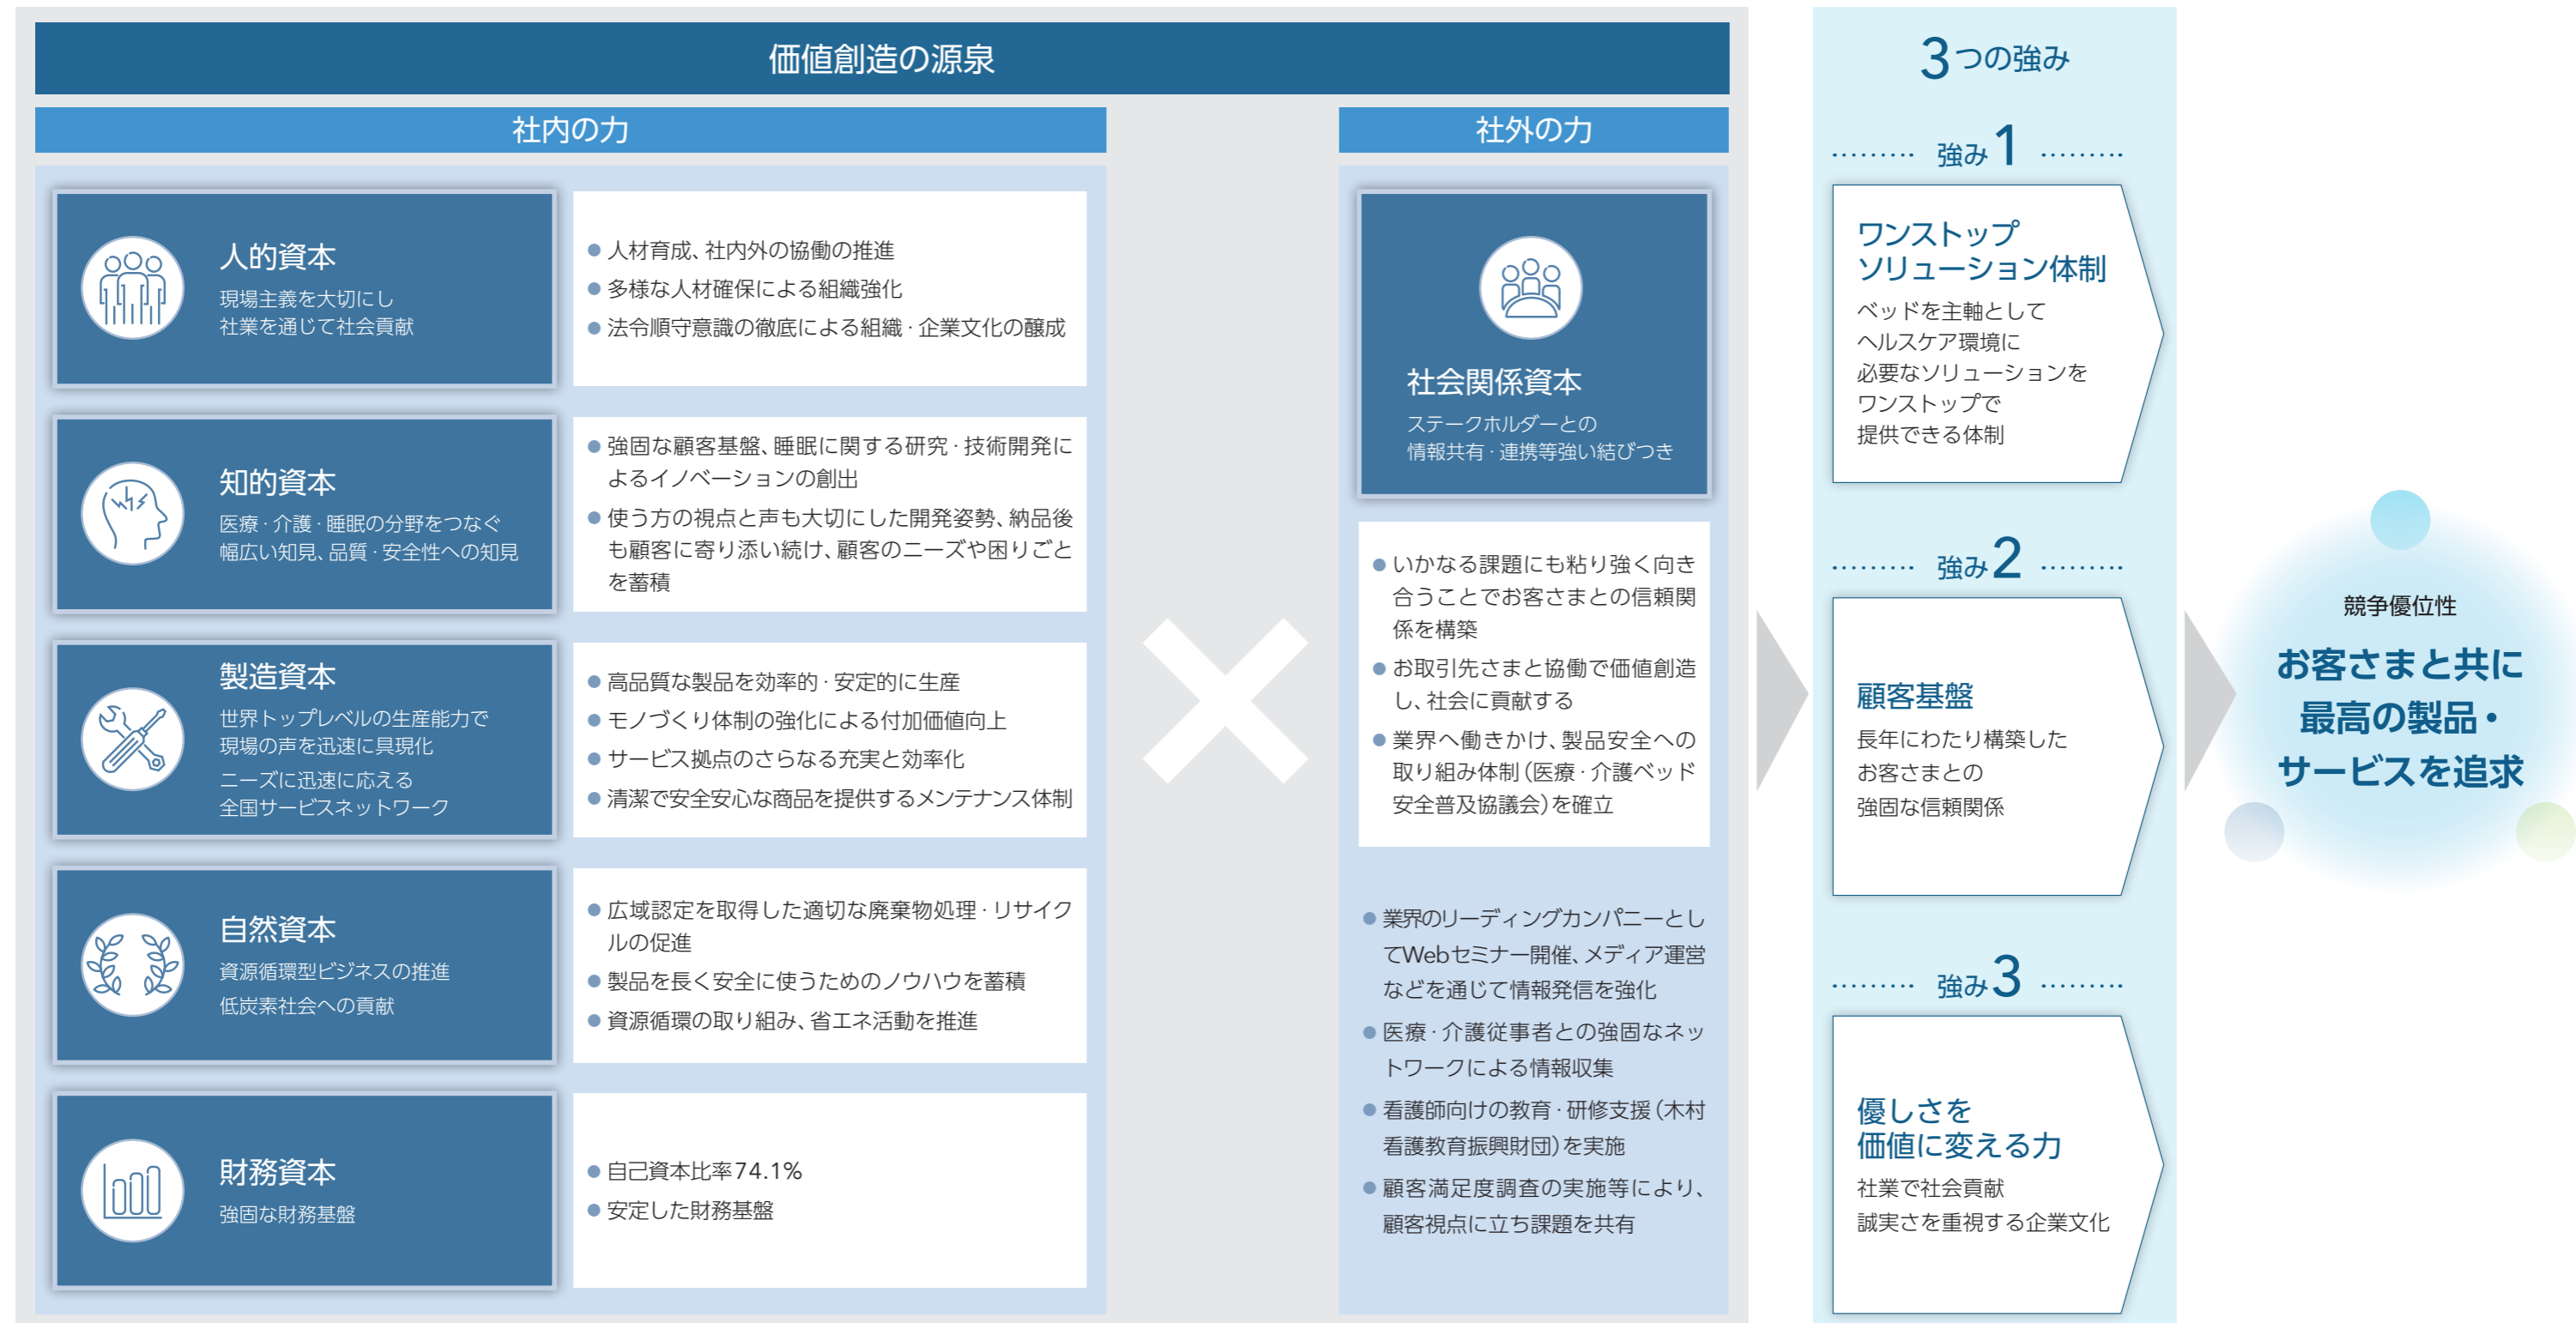 価値創造の源泉
社内の力
人的資本
現場主義を大切にし
社業を通じて社会貢献
● 人材育成、社内外の協働の推進
● 多様な人材確保による組織強化
● 法令順守意識の徹底による組織・企業文化の醸成
知的資本
医療・介護・睡眠の分野をつなぐ
幅広い知見、品質・安全性への知見
● 強固な顧客基盤、睡眠に関する研究・技術開発に
よるイノベーションの創出
● 使う方の視点と声も大切にした開発姿勢、納品後
も顧客に寄り添い続け、顧客のニーズや困りごと
を蓄積
製造資本
世界トップレベルの生産能力で
現場の声を迅速に具現化
ニーズに迅速に応える
全国サービスネットワーク
● 高品質な製品を効率的・安定的に生産
● モノづくり体制の強化による付加価値向上
● サービス拠点のさらなる充実と効率化
● 清潔で安全安心な商品を提供するメンテナンス体制
自然資本
資源循環型ビジネスの推進
低炭素社会への貢献
● 広域認定を取得した適切な廃棄物処理・リサイク
ルの促進
● 製品を長く安全に使うためのノウハウを蓄積
● 資源循環の取り組み、省エネ活動を推進
財務資本
強固な財務基盤
● 自己資本比率74.1%
● 安定した財務基盤
社外の力
社会関係資本
ステークホルダーとの
情報共有・連携等強い結びつき
● いかなる課題にも粘り強く向き
合うことでお客さまとの信頼関
係を構築
● お取引先さまと協働で価値創造
し、社会に貢献する
● 業界へ働きかけ、製品安全への
取り組み体制（医療・介護ベッド
安全普及協議会）を確立
● 業界のリーディングカンパニーとし
てWebセミナー開催、メディア運営
などを通じて情報発信を強化
● 医療・介護従事者との強固なネッ
トワークによる情報収集
● 看護師向けの教育・研修支援（木村
看護教育振興財団）を実施
● 顧客満足度調査の実施等により、
顧客視点に立ち課題を共有
3つの強み
強み1
ワンストップ
ソリューション体制
ベッドを主軸として
ヘルスケア環境に
必要なソリューションを
ワンストップで
提供できる体制
強み2
顧客基盤
長年にわたり構築した
お客さまとの
強固な信頼関係
強み3
優しさを
価値に変える力
社業で社会貢献
誠実さを重視する企業文化
競争優位性
お客さまと共に
最高の製品・
サービスを追求